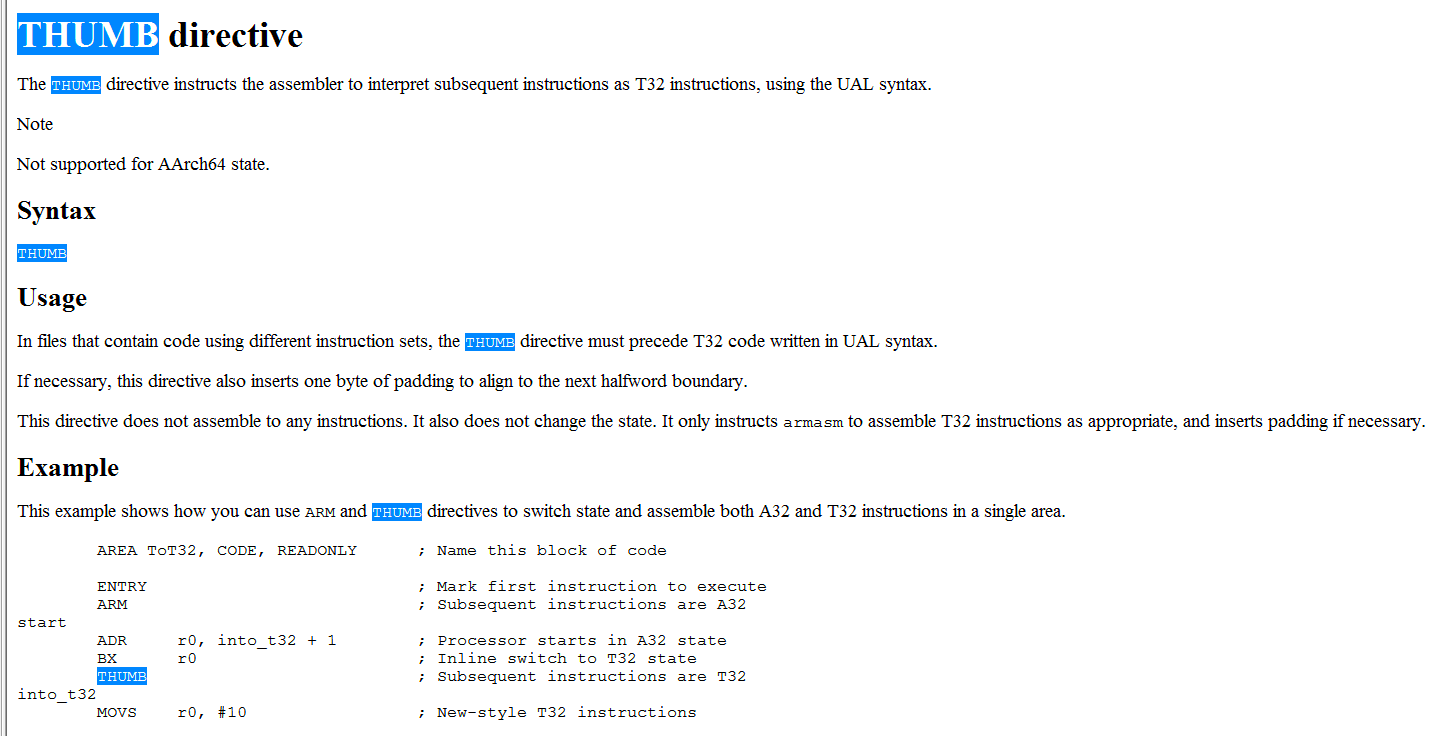 THUMB directive
The THUMB directive instructs the assembler to interpret subsequent instructions as T32 instructions, using the UAL syntax.
Note
Not supported for AArch64 state.
Syntax
THUMB
Usage
In files that contain code using different instruction sets, the THUMB directive must precede T32 code written in UAL syntax.
If necessary, this directive also inserts one byte of padding to align to the next halfword boundary.
This directive does not assemble to any instructions. It also does not change the state. It only instructs armasm to assemble T32 instructions as appropriate, and inserts padding if necessary.
Example
This example shows how you can use ARM and THUMB directives to switch state and assemble both A32 and T32 instructions in a single area.
        AREA ToT32, CODE, READONLY      ; Name this block of code
        ENTRY                           ; Mark first instruction to execute
        ARM                             ; Subsequent instructions are A32
start
        ADR     r0, into_t32 + 1        ; Processor starts in A32 state
        BX      r0                      ; Inline switch to T32 state
        THUMB                           ; Subsequent instructions are T32
into_t32
        MOVS    r0, #10                 ; New-style T32 instructions